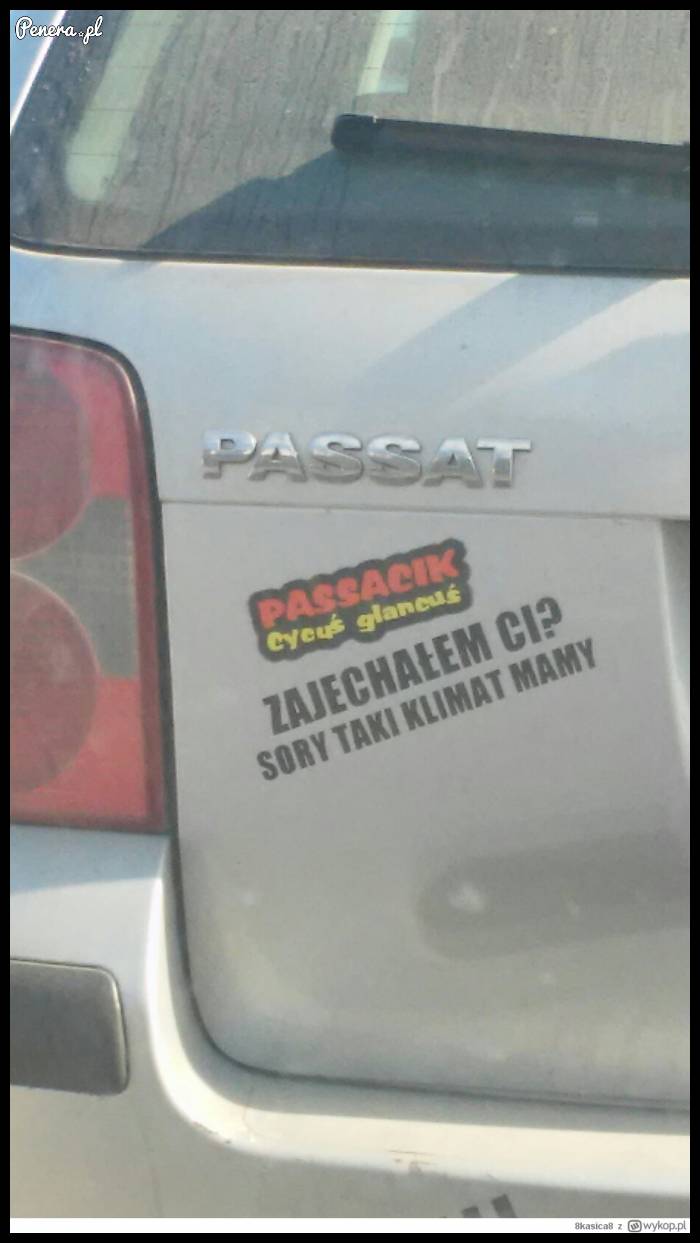 Penera.pl
PASSAT
PASSACIK
Cycuś glancuś
ZAJECHAŁEM CI?
SORY TAKI KLIMAT MAMY
8kasica8 z wykop.pl